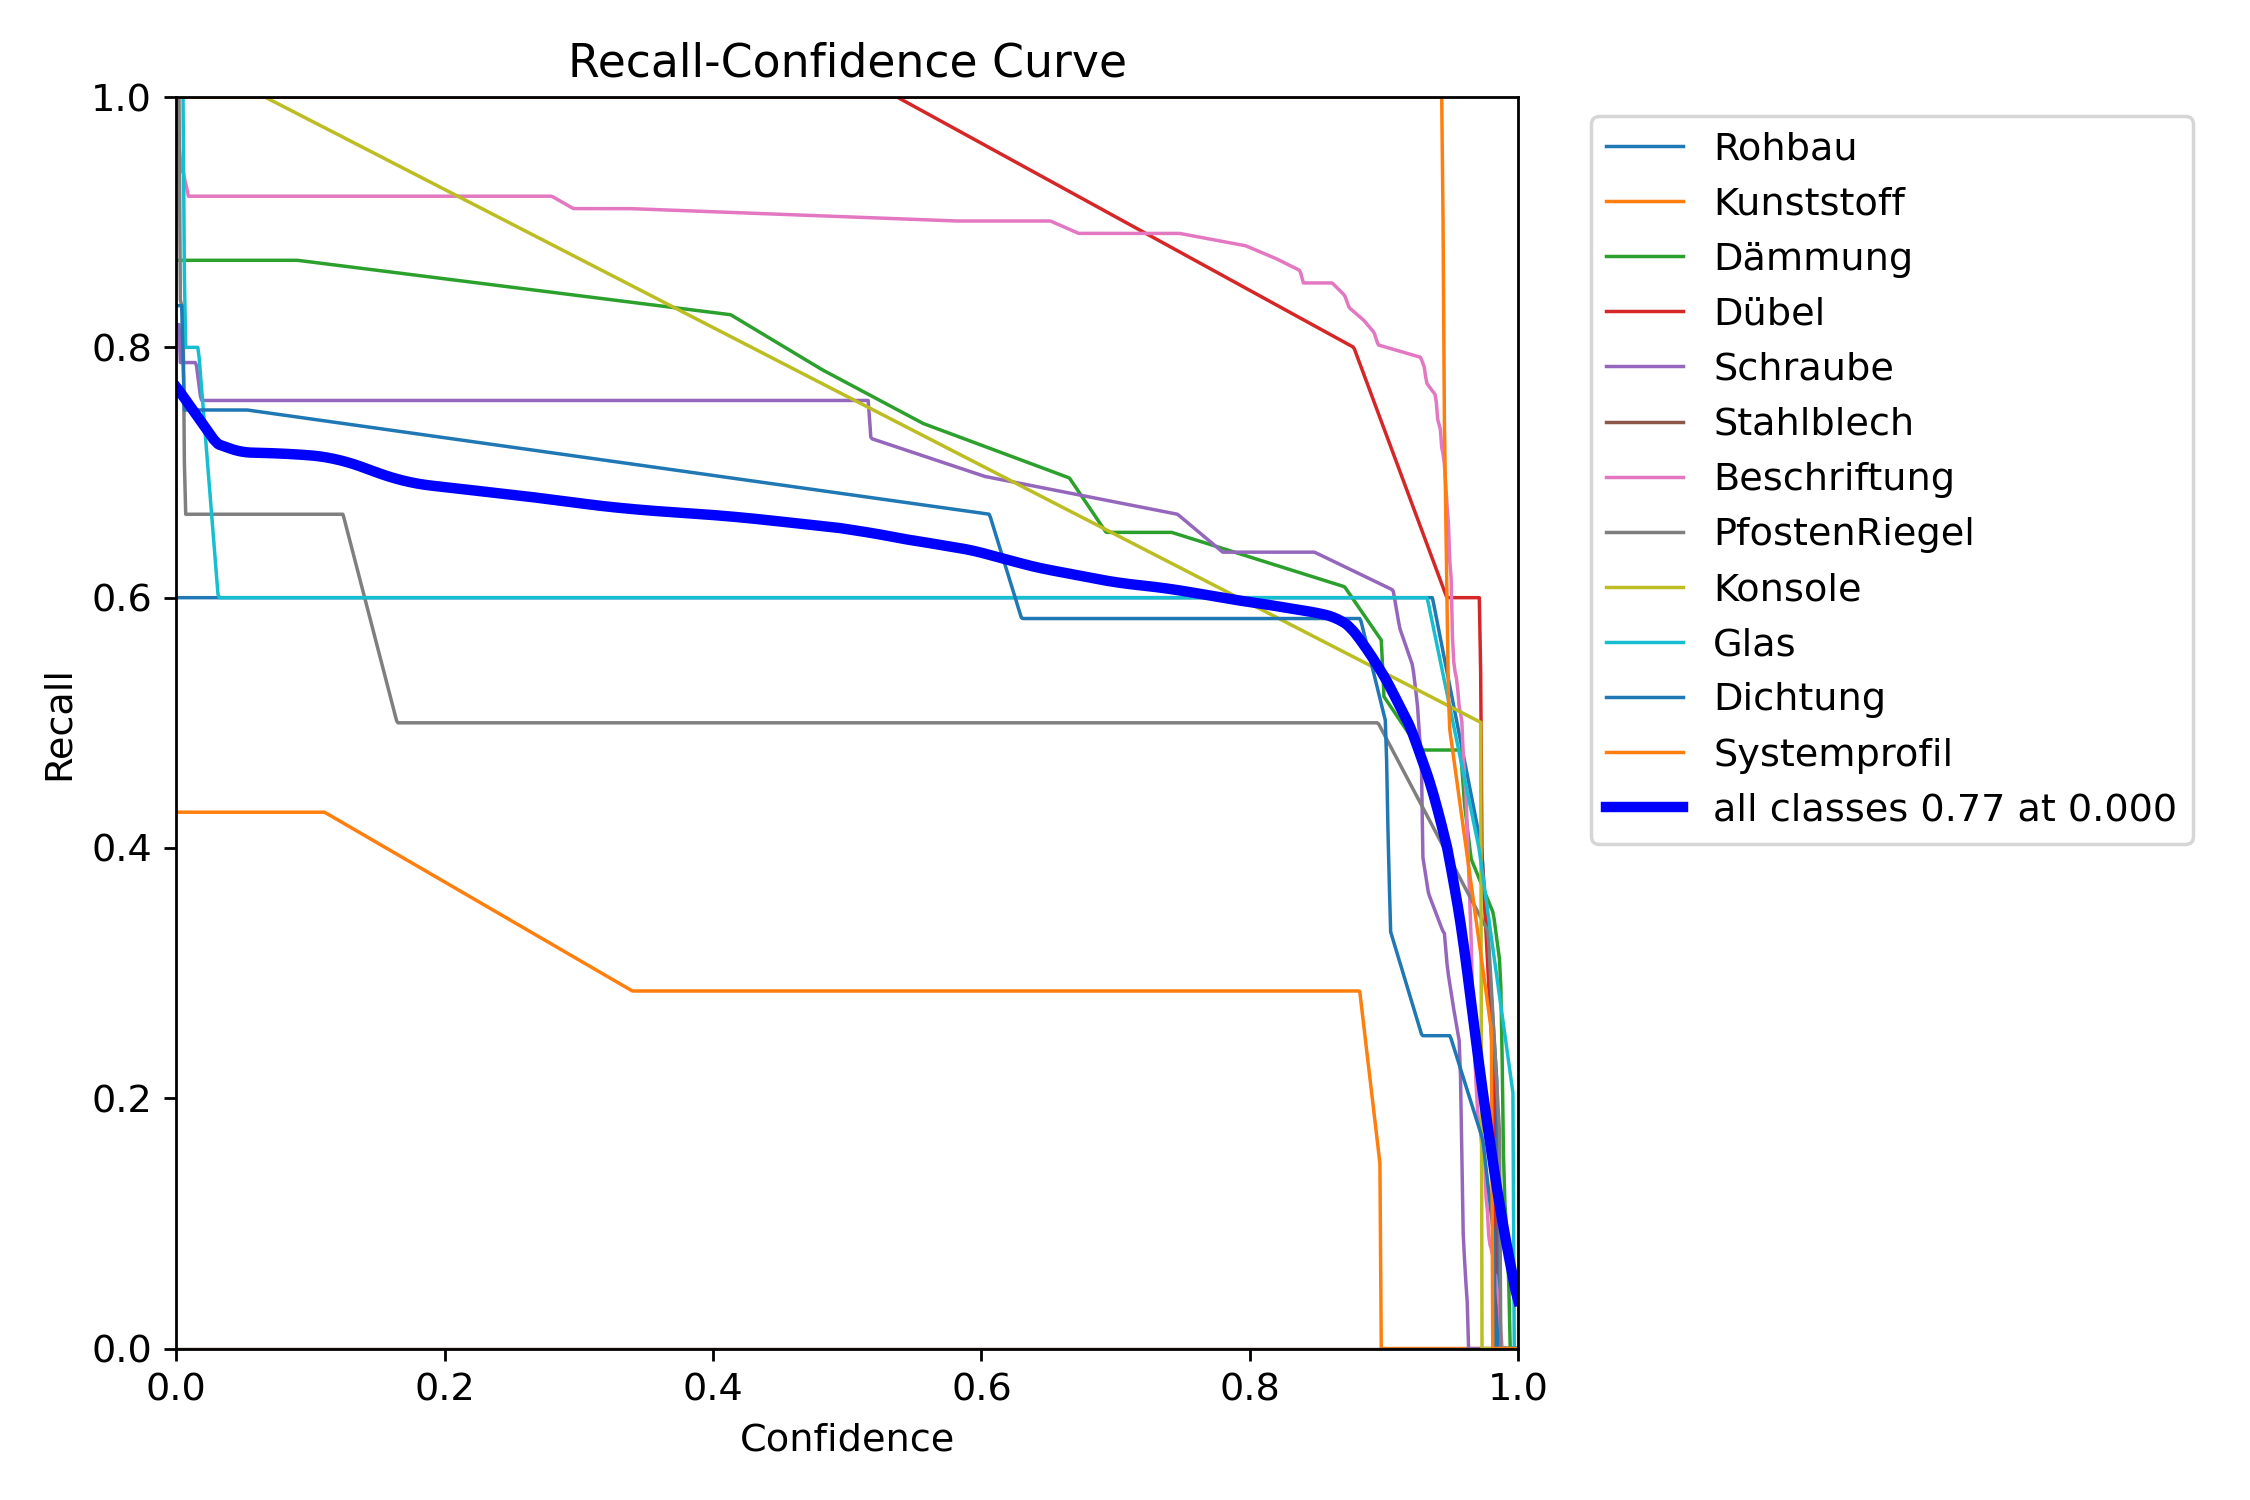 Recall-Confidence Curve
1.0
0.8
0.6
0.4
0.2
0.0
Recall
0.0 0.2 0.4 0.6 0.8 1.0
Confidence
Rohbau
Kunststoff
Dämmung
Dübel
Schraube
Stahlblech
Beschriftung
PfostenRiegel
Konsole
Glas
Dichtung
Systemprofil
all classes 0.77 at 0.000